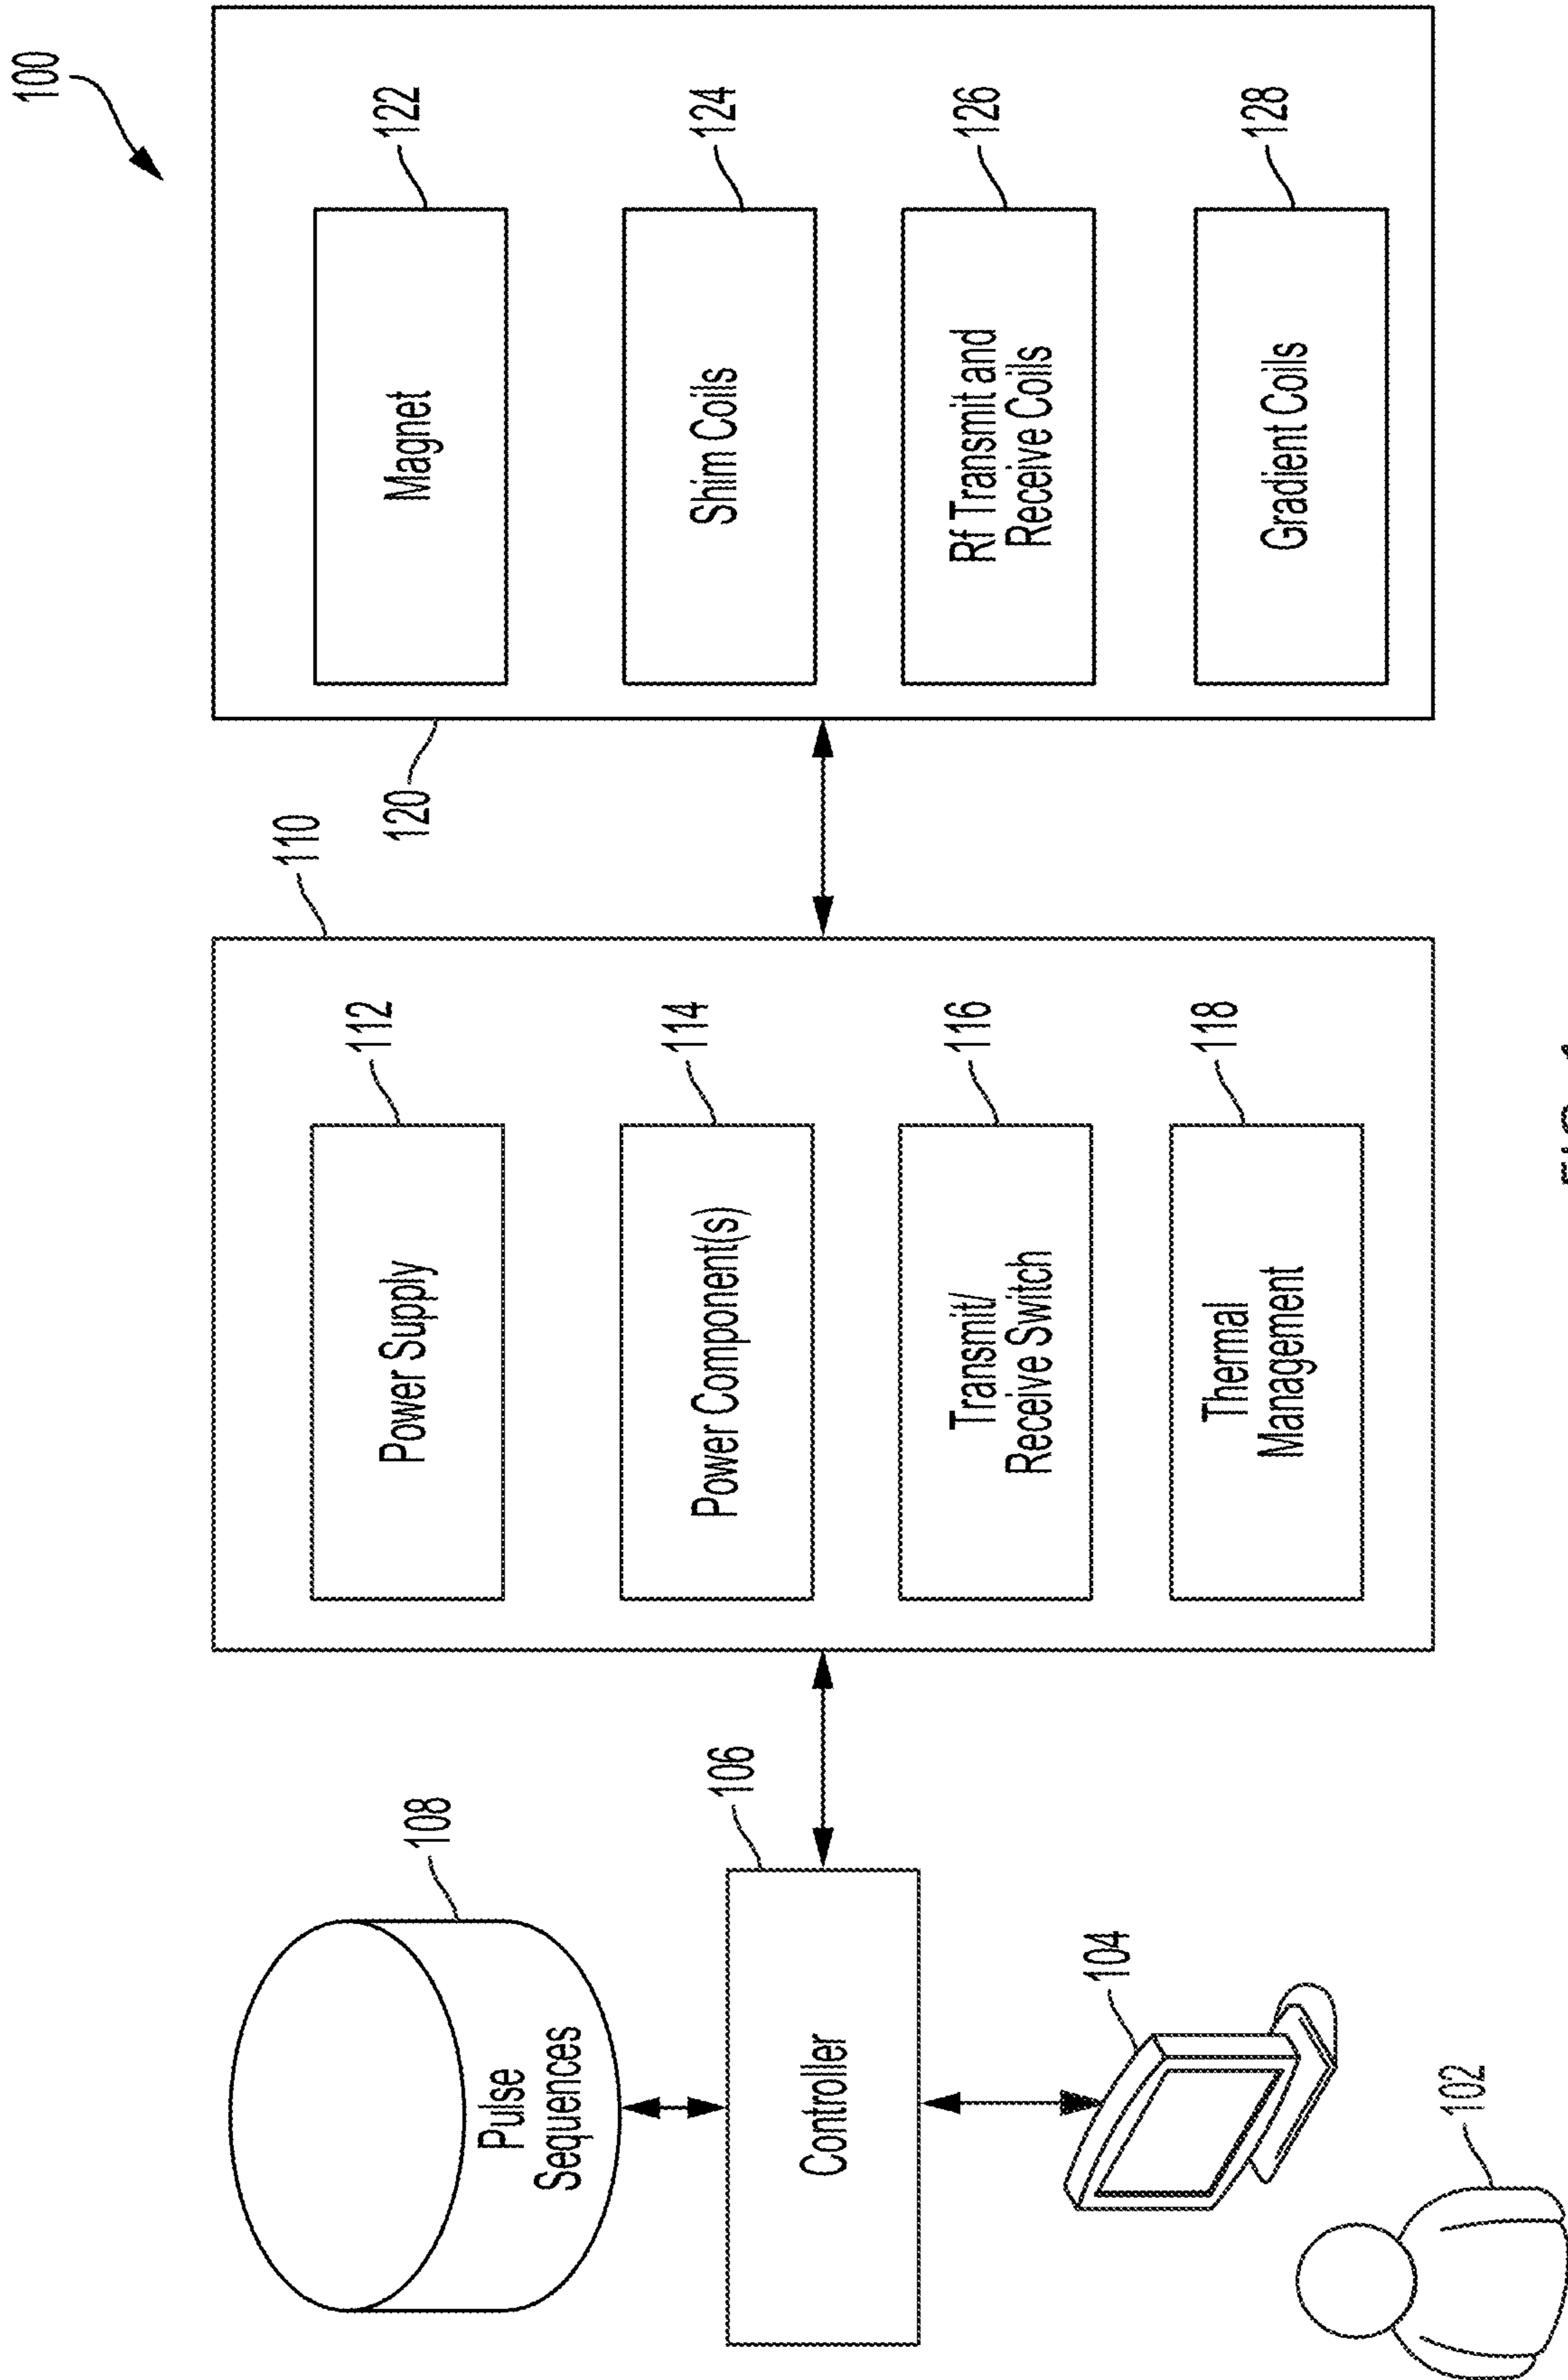 100
108
Pulse
Sequences
106
Controller
104
102
110
112
Power Supply
114
Power Component(s)
116
Transmit/
Receive Switch
118
Thermal
Management
120
122
Magnet
124
Shim Coils
126
Rf Transmit and
Receive Coils
128
Gradient Coils